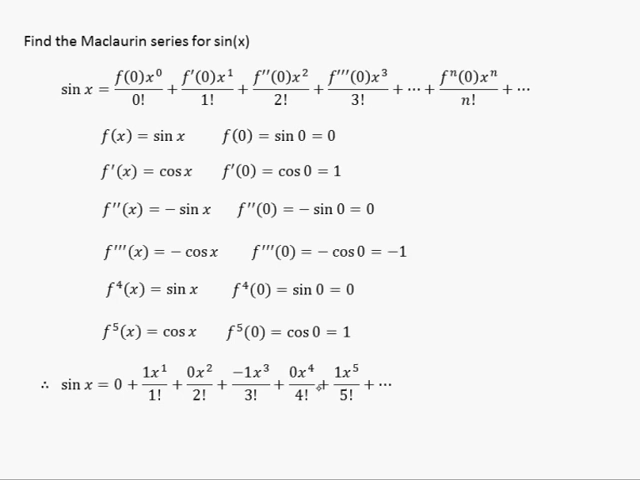 Find the Maclaurin series for sin(x)
sin x = f(0)x⁰/0! + f′(0)x¹/1! + f″(0)x²/2! + f‴(0)x³/3! + ⋯ + fⁿ(0)xⁿ/n! + ⋯
f(x) = sin x f(0) = sin 0 = 0
f′(x) = cos x f′(0) = cos 0 = 1
f″(x) = − sin x f″(0) = − sin 0 = 0
f‴(x) = − cos x f‴(0) = − cos 0 = −1
f⁴(x) = sin x f⁴(0) = sin 0 = 0
f⁵(x) = cos x f⁵(0) = cos 0 = 1
∴ sin x = 0 + 1x¹/1! + 0x²/2! + −1x³/3! + 0x⁴/4! + 1x⁵/5! + ⋯